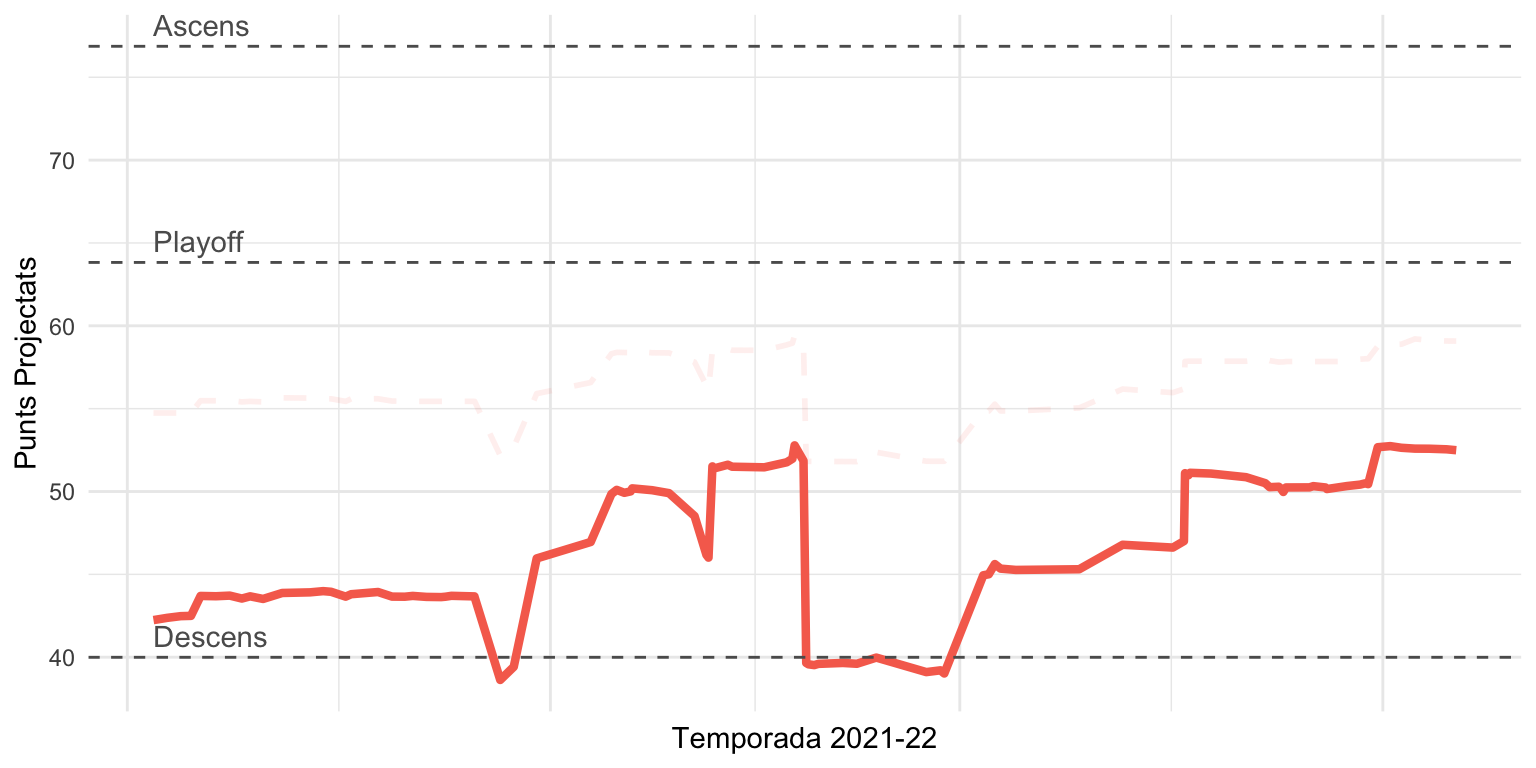 Ascens
70
Playoff
60
50
Descens
40
Punts Projectats
Temporada 2021-22